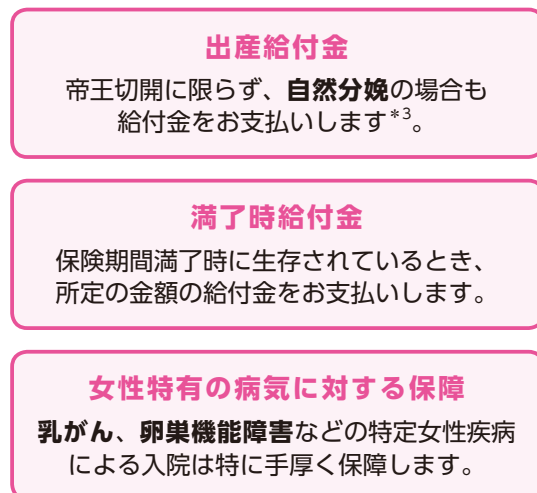 出産給付金
帝王切開に限らず、自然分娩の場合も
給付金をお支払いします*3。
満了時給付金
保険期間満了時に生存されているとき、
所定の金額の給付金をお支払いします。
女性特有の病気に対する保障
乳がん、卵巣機能障害などの特定女性疾病
による入院は特に手厚く保障します。